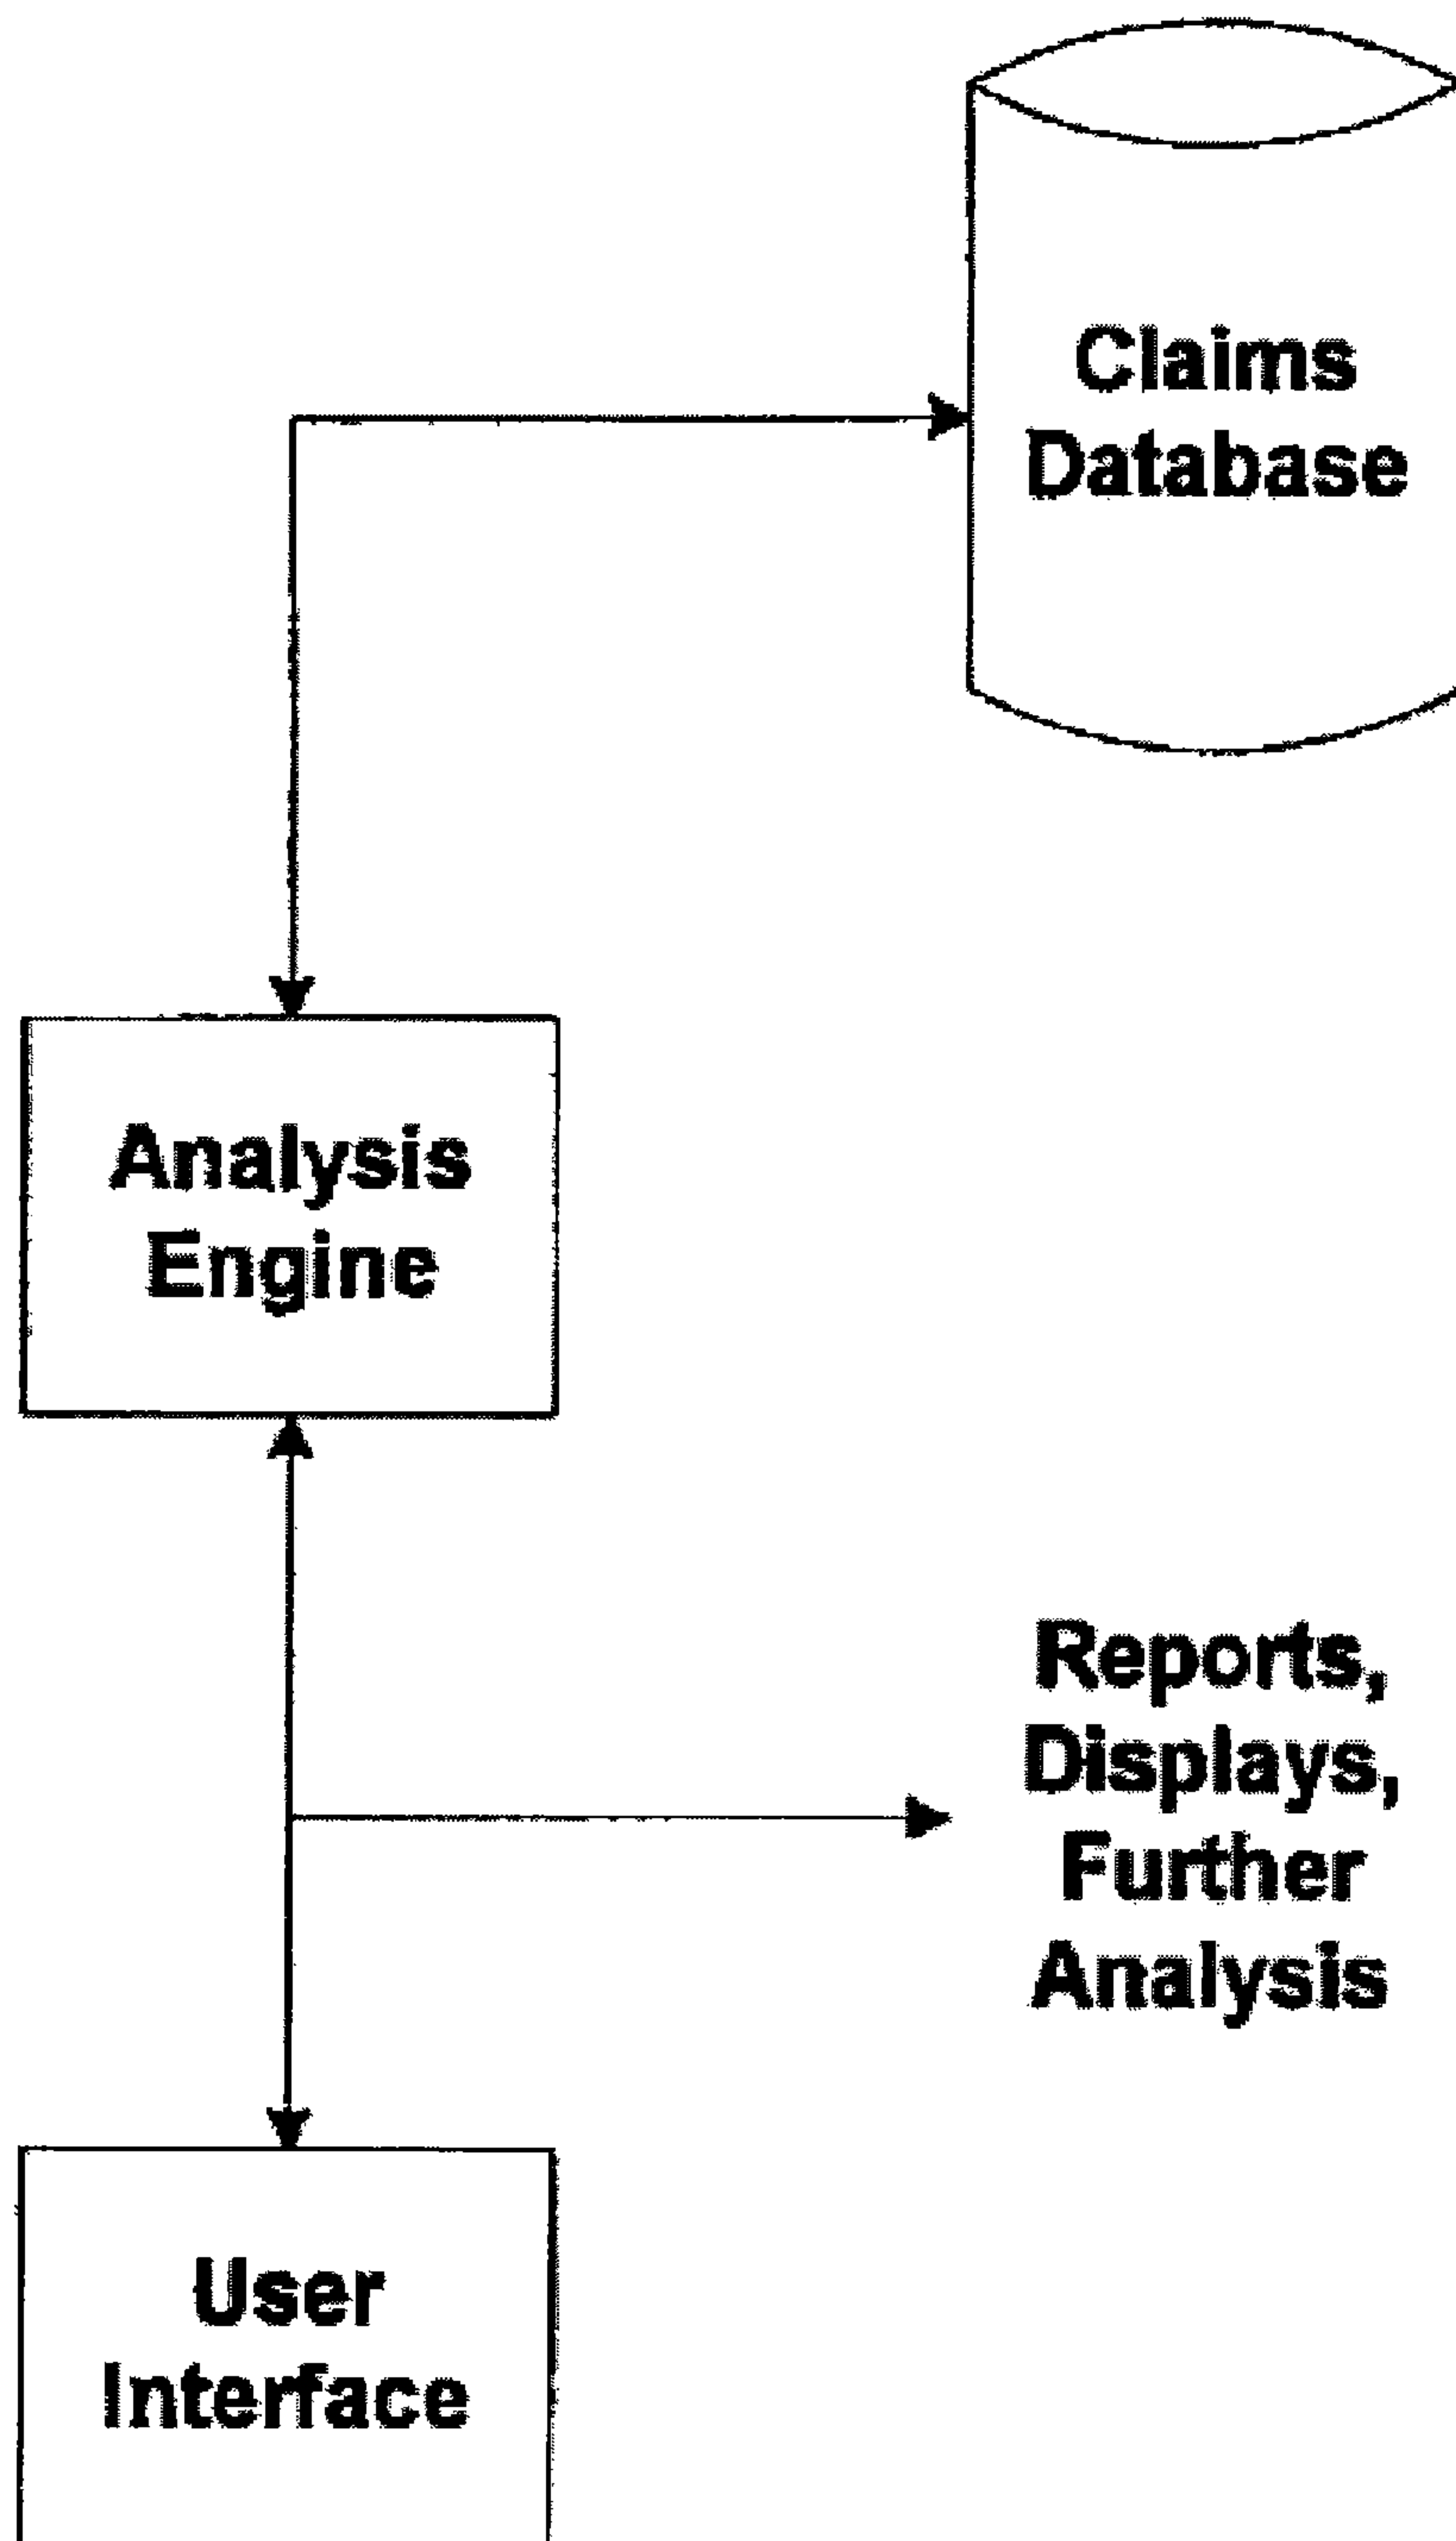 Claims
Database
Analysis
Engine
Reports,
Displays,
Further
Analysis
User
Interface